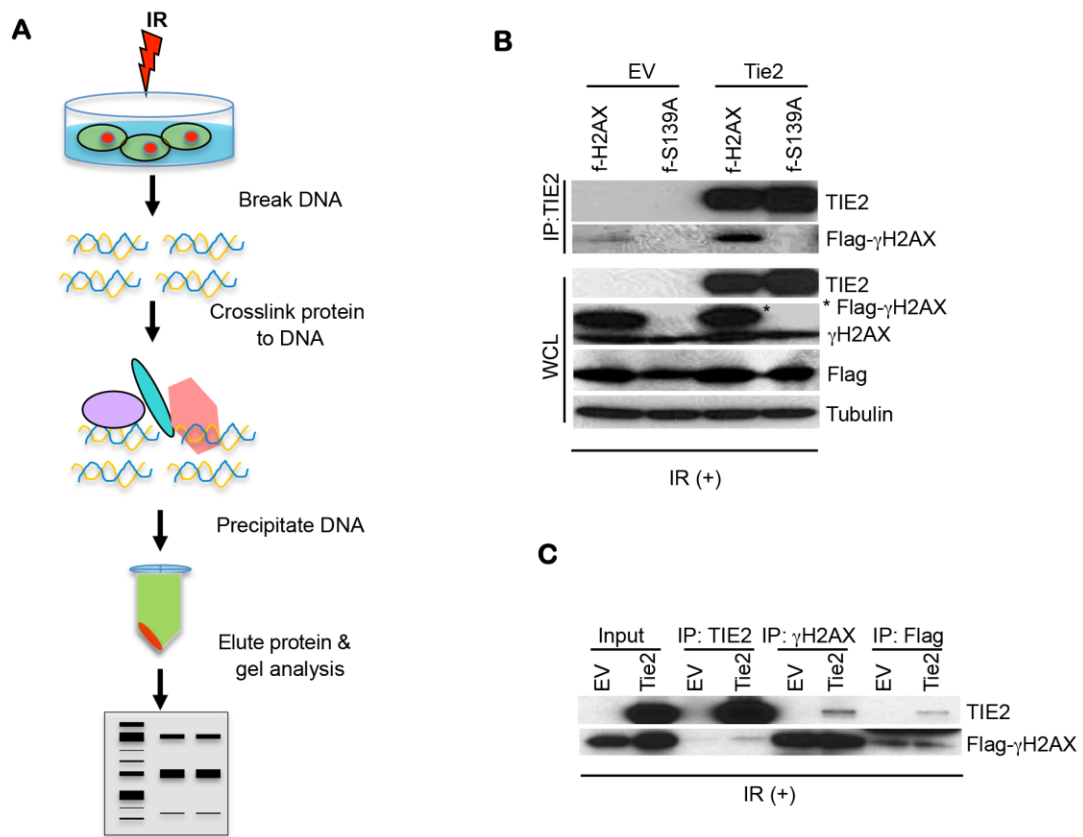 A
IR
Break DNA
Crosslink protein
to DNA
Precipitate DNA
Elute protein &
gel analysis
B
EV Tie2
f-H2AX f-S139A f-H2AX f-S139A
IP: TIE2
TIE2
Flag-γH2AX
WCL
TIE2
* * Flag-γH2AX
γH2AX
Flag
Tubulin
IR (+)
C
Input IP: TIE2 IP: γH2AX IP: Flag
EV Tie2 EV Tie2 EV Tie2 EV Tie2
TIE2
Flag-γH2AX
IR (+)